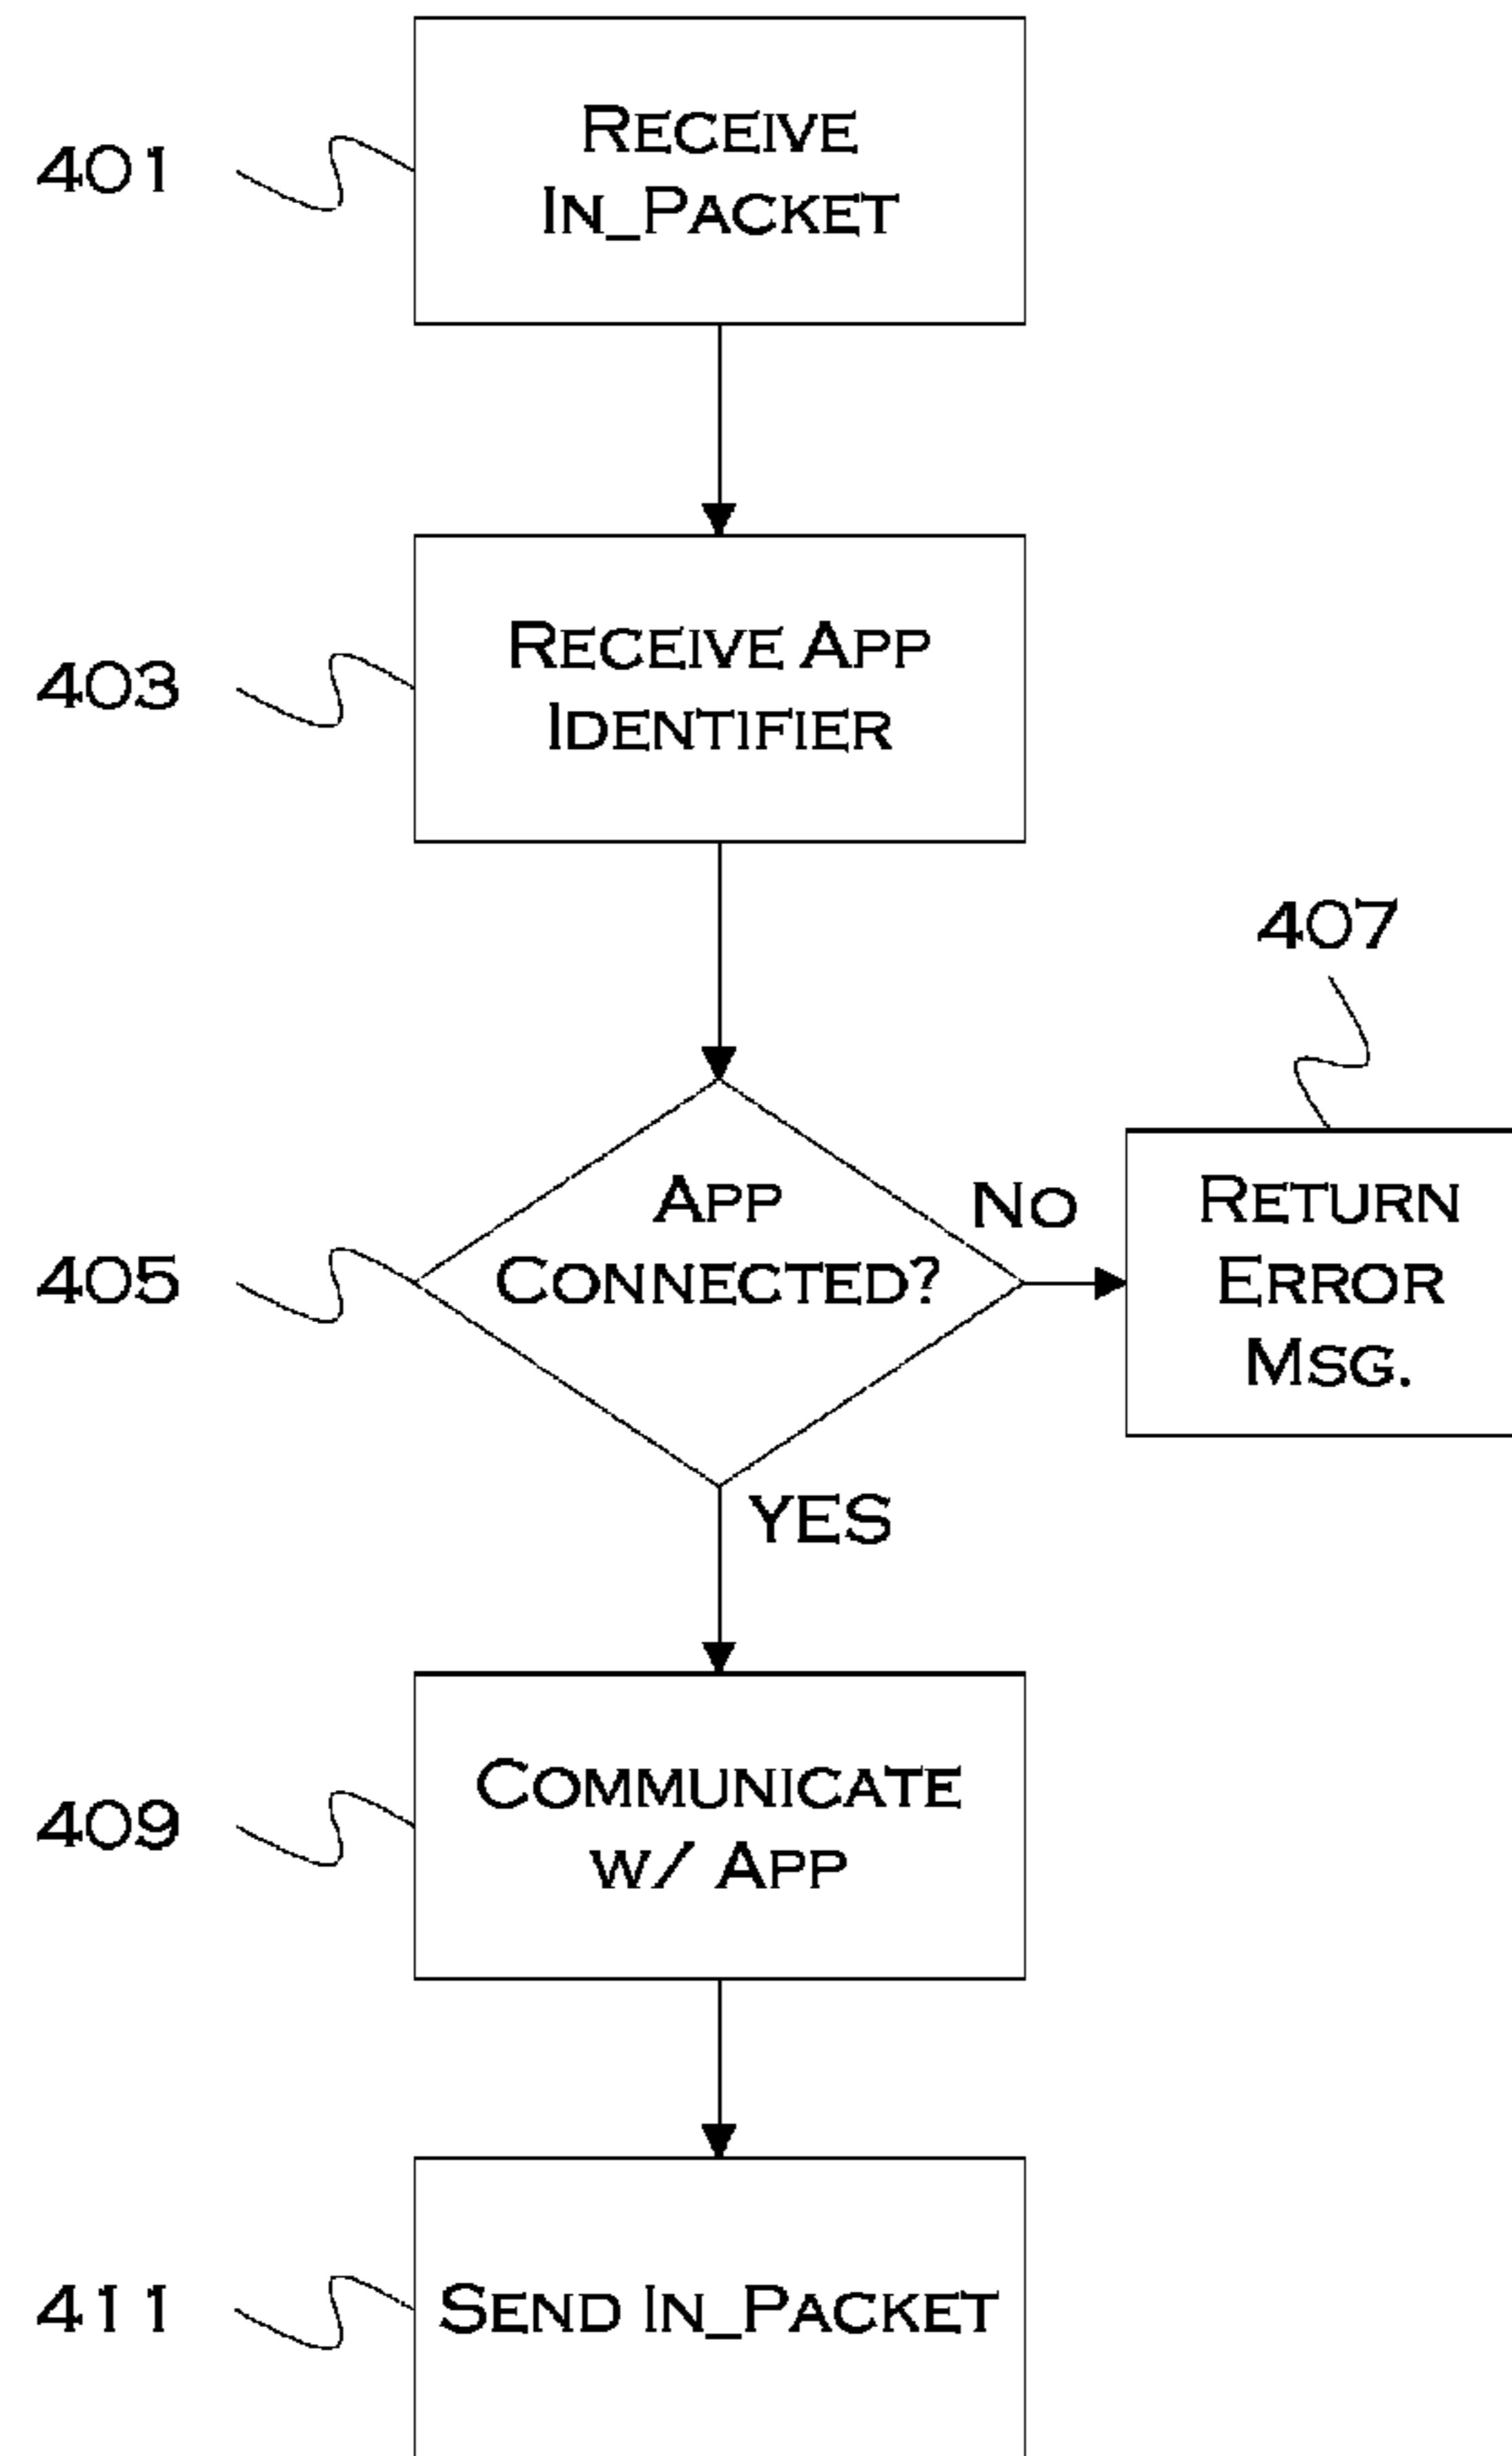 401
RECEIVE
IN_PACKET
403
RECEIVE APP
IDENTIFIER
407
405
APP
CONNECTED?
NO
RETURN
ERROR
MSG.
YES
409
COMMUNICATE
W/ APP
411
SEND IN_PACKET